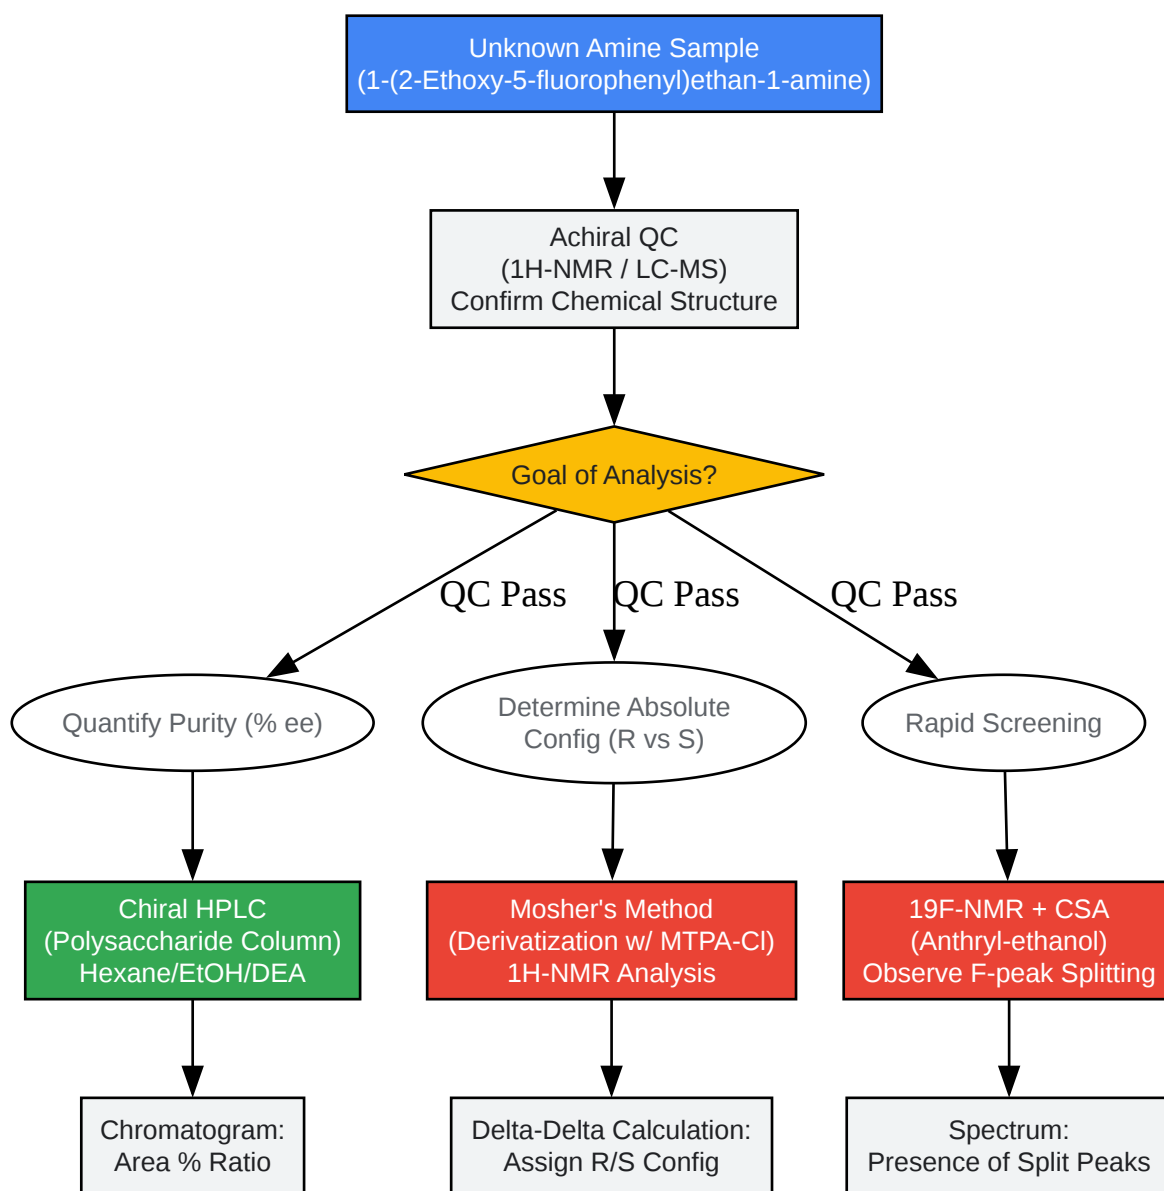 Unknown Amine Sample
(1-(2-Ethoxy-5-fluorophenyl)ethan-1-amine)
Achiral QC
(1H-NMR / LC-MS)
Confirm Chemical Structure
Goal of Analysis?
QC Pass
QC Pass
QC Pass
Quantify Purity (% ee)
Determine Absolute
Config (R vs S)
Rapid Screening
Chiral HPLC
(Polysaccharide Column)
Hexane/EtOH/DEA
Mosher's Method
(Derivatization w/ MTPA-Cl)
1H-NMR Analysis
19F-NMR + CSA
(Anthryl-ethanol)
Observe F-peak Splitting
Chromatogram:
Area % Ratio
Delta-Delta Calculation:
Assign R/S Config
Spectrum:
Presence of Split Peaks